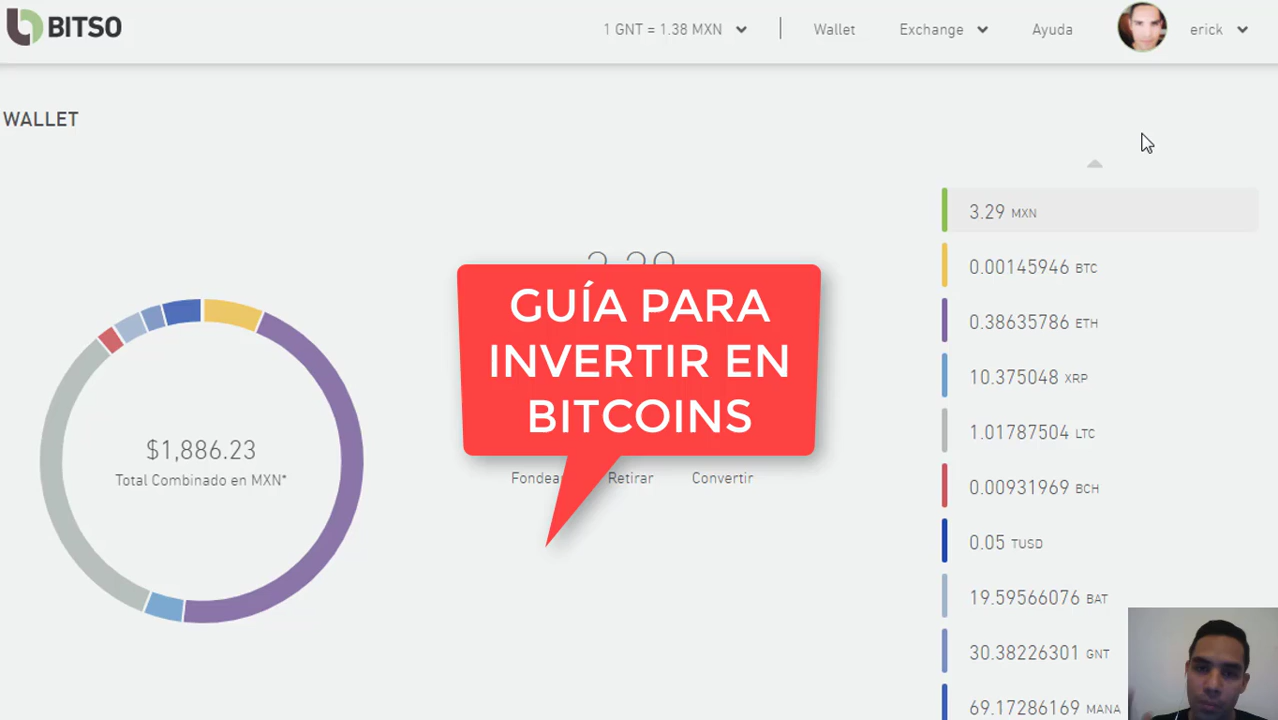 BITSO
1 GNT = 1.38 MXN
Wallet
Exchange
Ayuda
erick
WALLET
3.29 MXN
0.00145946 BTC
0.38635786 ETH
10.375048 XRP
1.01787504 LTC
0.00931969 BCH
0.05 TUSD
19.59566076 BAT
30.38226301 GNT
69.17286169 MANA
$1,886.23
Total Combinado en MXN*
GUÍA PARA
INVERTIR EN
BITCOINS
Retirar
Convertir